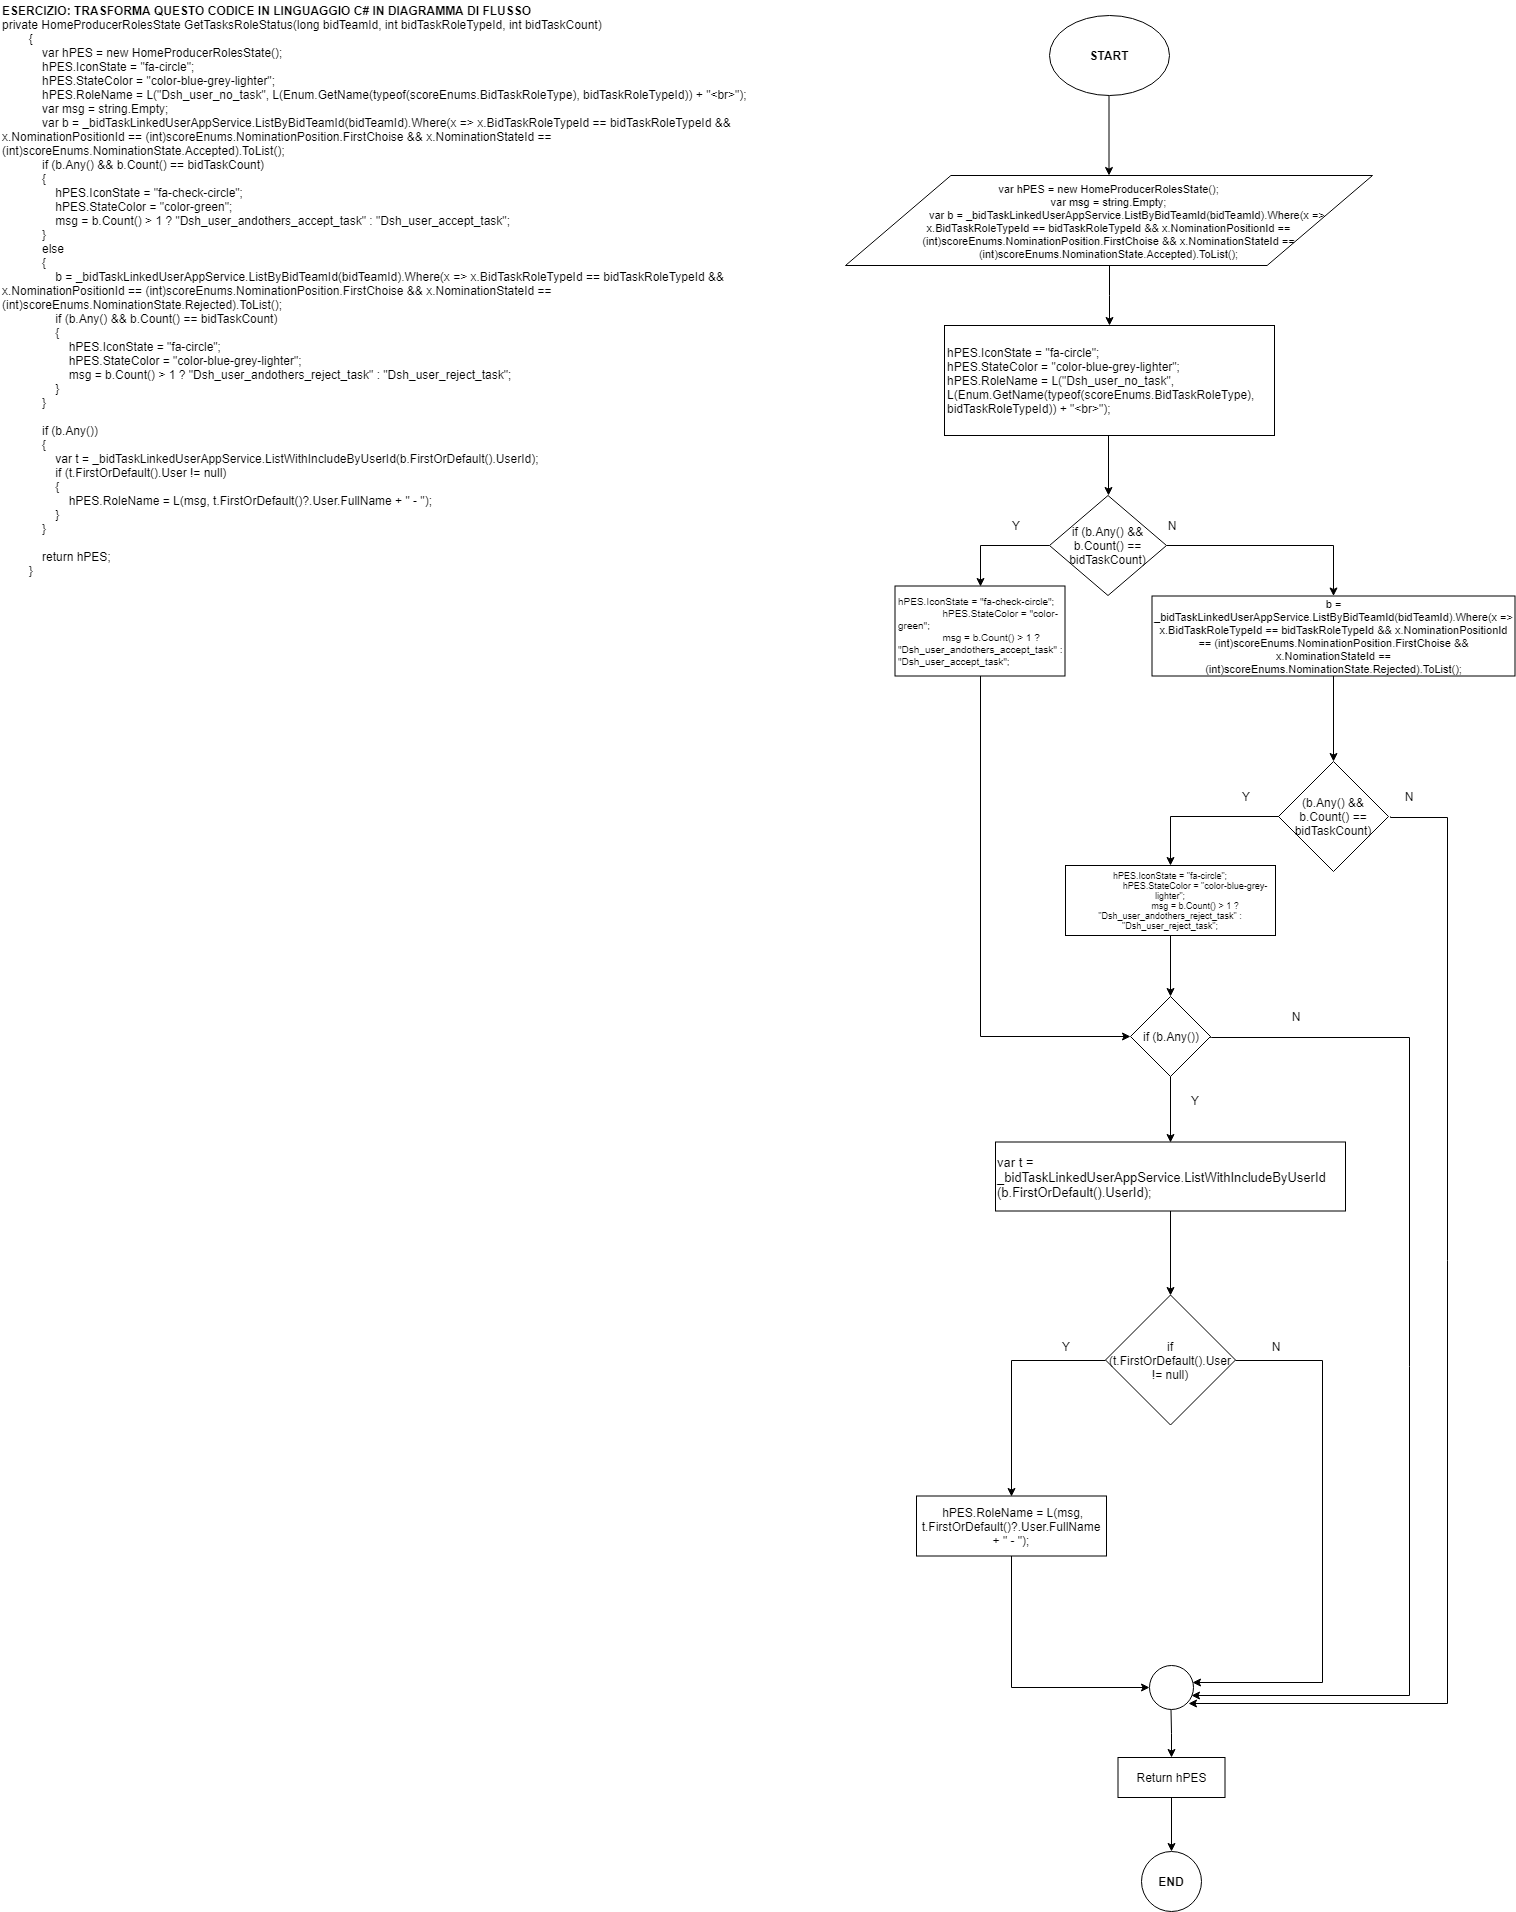 ESERCIZIO: TRASFORMA QUESTO CODICE IN LINGUAGGIO C# IN DIAGRAMMA DI FLUSSO
private HomeProducerRolesState GetTasksRoleStatus(long bidTeamId, int bidTaskRoleTypeId, int bidTaskCount)
{
var hPES = new HomeProducerRolesState();
hPES.IconState = "fa-circle";
hPES.StateColor = "color-blue-grey-lighter";
hPES.RoleName = L("Dsh_user_no_task", L(Enum.GetName(typeof(scoreEnums.BidTaskRoleType), bidTaskRoleTypeId)) + "<br>");
var msg = string.Empty;
var b = _bidTaskLinkedUserAppService.ListByBidTeamId(bidTeamId).Where(x => x.BidTaskRoleTypeId == bidTaskRoleTypeId &&
x.NominationPositionId == (int)scoreEnums.NominationPosition.FirstChoise && x.NominationStateId ==
(int)scoreEnums.NominationState.Accepted).ToList();
if (b.Any() && b.Count() == bidTaskCount)
{
hPES.IconState = "fa-check-circle";
hPES.StateColor = "color-green";
msg = b.Count() > 1 ? "Dsh_user_andothers_accept_task" : "Dsh_user_accept_task";
}
else
{
b = _bidTaskLinkedUserAppService.ListByBidTeamId(bidTeamId).Where(x => x.BidTaskRoleTypeId == bidTaskRoleTypeId &&
x.NominationPositionId == (int)scoreEnums.NominationPosition.FirstChoise && x.NominationStateId ==
(int)scoreEnums.NominationState.Rejected).ToList();
if (b.Any() && b.Count() == bidTaskCount)
{
hPES.IconState = "fa-circle";
hPES.StateColor = "color-blue-grey-lighter";
msg = b.Count() > 1 ? "Dsh_user_andothers_reject_task" : "Dsh_user_reject_task";
}
}
if (b.Any())
{
var t = _bidTaskLinkedUserAppService.ListWithIncludeByUserId(b.FirstOrDefault().UserId);
if (t.FirstOrDefault().User != null)
{
hPES.RoleName = L(msg, t.FirstOrDefault()?.User.FullName + " - ");
}
}
return hPES;
}
START
var hPES = new HomeProducerRolesState();
var msg = string.Empty;
var b = _bidTaskLinkedUserAppService.ListByBidTeamId(bidTeamId).Where(x =>
x.BidTaskRoleTypeId == bidTaskRoleTypeId && x.NominationPositionId ==
(int)scoreEnums.NominationPosition.FirstChoise && x.NominationStateId ==
(int)scoreEnums.NominationState.Accepted).ToList();
hPES.IconState = "fa-circle";
hPES.StateColor = "color-blue-grey-lighter";
hPES.RoleName = L("Dsh_user_no_task",
L(Enum.GetName(typeof(scoreEnums.BidTaskRoleType),
bidTaskRoleTypeId)) + "<br>");
Y
if (b.Any() &&
b.Count() ==
bidTaskCount)
N
hPES.IconState = "fa-check-circle";
hPES.StateColor = "color-
green";
msg = b.Count() > 1 ?
"Dsh_user_andothers_accept_task" :
"Dsh_user_accept_task";
b =
_bidTaskLinkedUserAppService.ListByBidTeamId(bidTeamId).Where(x =>
x.BidTaskRoleTypeId == bidTaskRoleTypeId && x.NominationPositionId
== (int)scoreEnums.NominationPosition.FirstChoise &&
x.NominationStateId ==
(int)scoreEnums.NominationState.Rejected).ToList();
Y
(b.Any() &&
b.Count() ==
bidTaskCount)
N
hPES.IconState = "fa-circle";
hPES.StateColor = "color-blue-grey-
lighter";
msg = b.Count() > 1 ?
"Dsh_user_andothers_reject_task" :
"Dsh_user_reject_task";
if (b.Any())
N
Y
var t =
_bidTaskLinkedUserAppService.ListWithIncludeByUserId
(b.FirstOrDefault().UserId);
Y
if
(t.FirstOrDefault().User
!= null)
N
hPES.RoleName = L(msg,
t.FirstOrDefault()?.User.FullName
+ " - ");
Return hPES
END